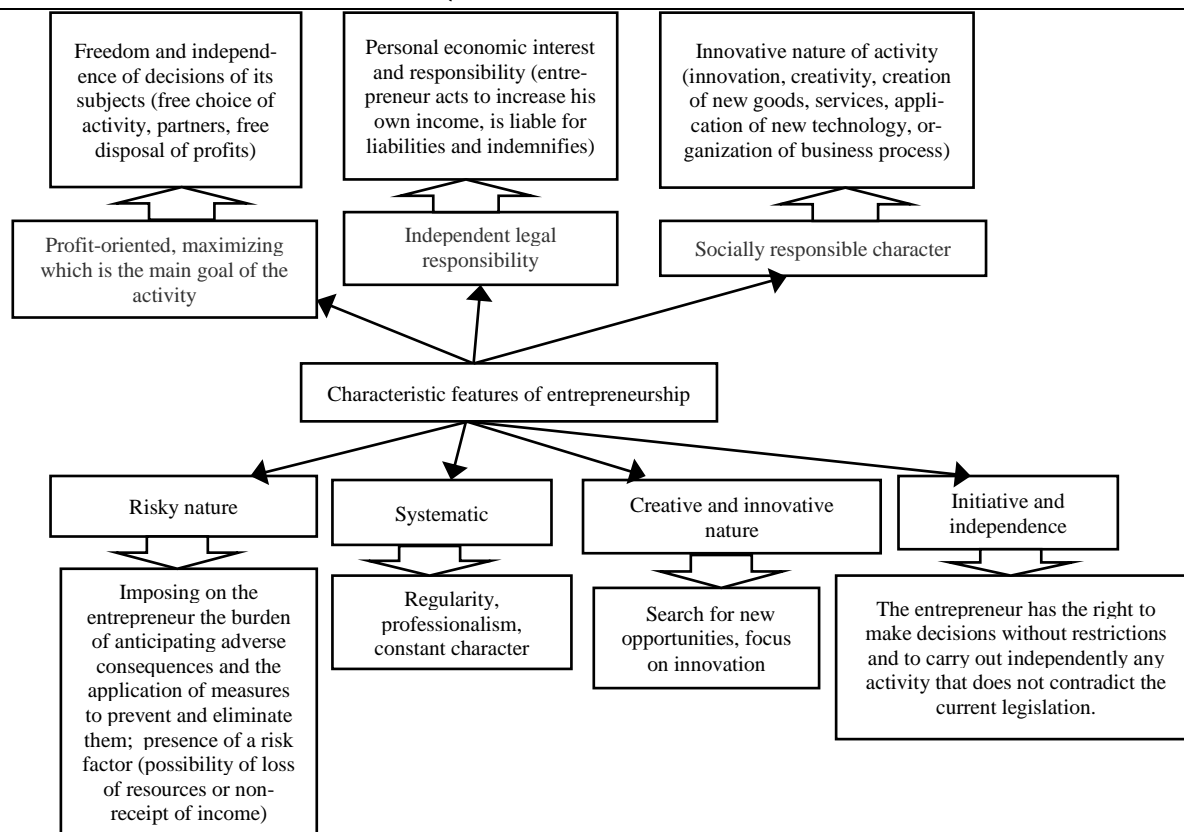 Freedom and independ-
ence of decisions of its
subjects (free choice of
activity, partners, free
disposal of profits)
Personal economic interest
and responsibility (entre-
preneur acts to increase his
own income, is liable for
liabilities and indemnifies)
Innovative nature of activity
(innovation, creativity, creation
of new goods, services, appli-
cation of new technology, or-
ganization of business process)
Profit-oriented, maximizing
which is the main goal of the
activity
Independent legal
responsibility
Socially responsible character
Characteristic features of entrepreneurship
Risky nature
Systematic
Creative and innovative
nature
Initiative and
independence
Imposing on the
entrepreneur the burden
of anticipating adverse
consequences and the
application of measures
to prevent and eliminate
them; presence of a risk
factor (possibility of loss
of resources or non-
receipt of income)
Regularity,
professionalism,
constant character
Search for new
opportunities, focus
on innovation
The entrepreneur has the right to
make decisions without restrictions
and to carry out independently any
activity that does not contradict the
current legislation.